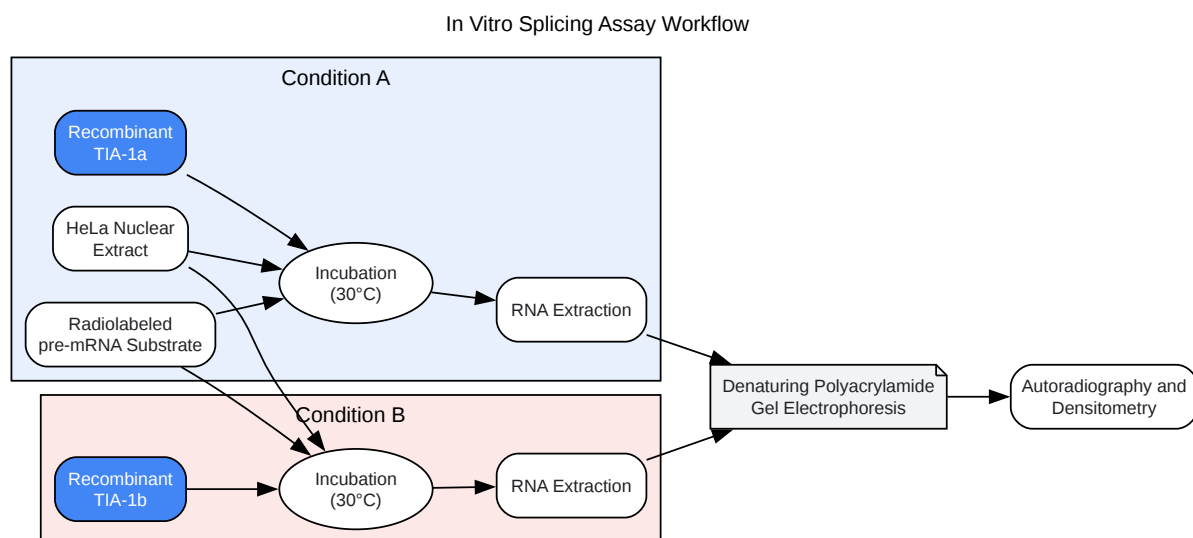 In Vitro Splicing Assay Workflow
Condition A
Recombinant
TIA-1a
HeLa Nuclear
Extract
Radiolabeled
pre-mRNA Substrate
Incubation
(30°C)
RNA Extraction
Condition B
Recombinant
TIA-1b
Incubation
(30°C)
RNA Extraction
Denaturing Polyacrylamide
Gel Electrophoresis
Autoradiography and
Densitometry